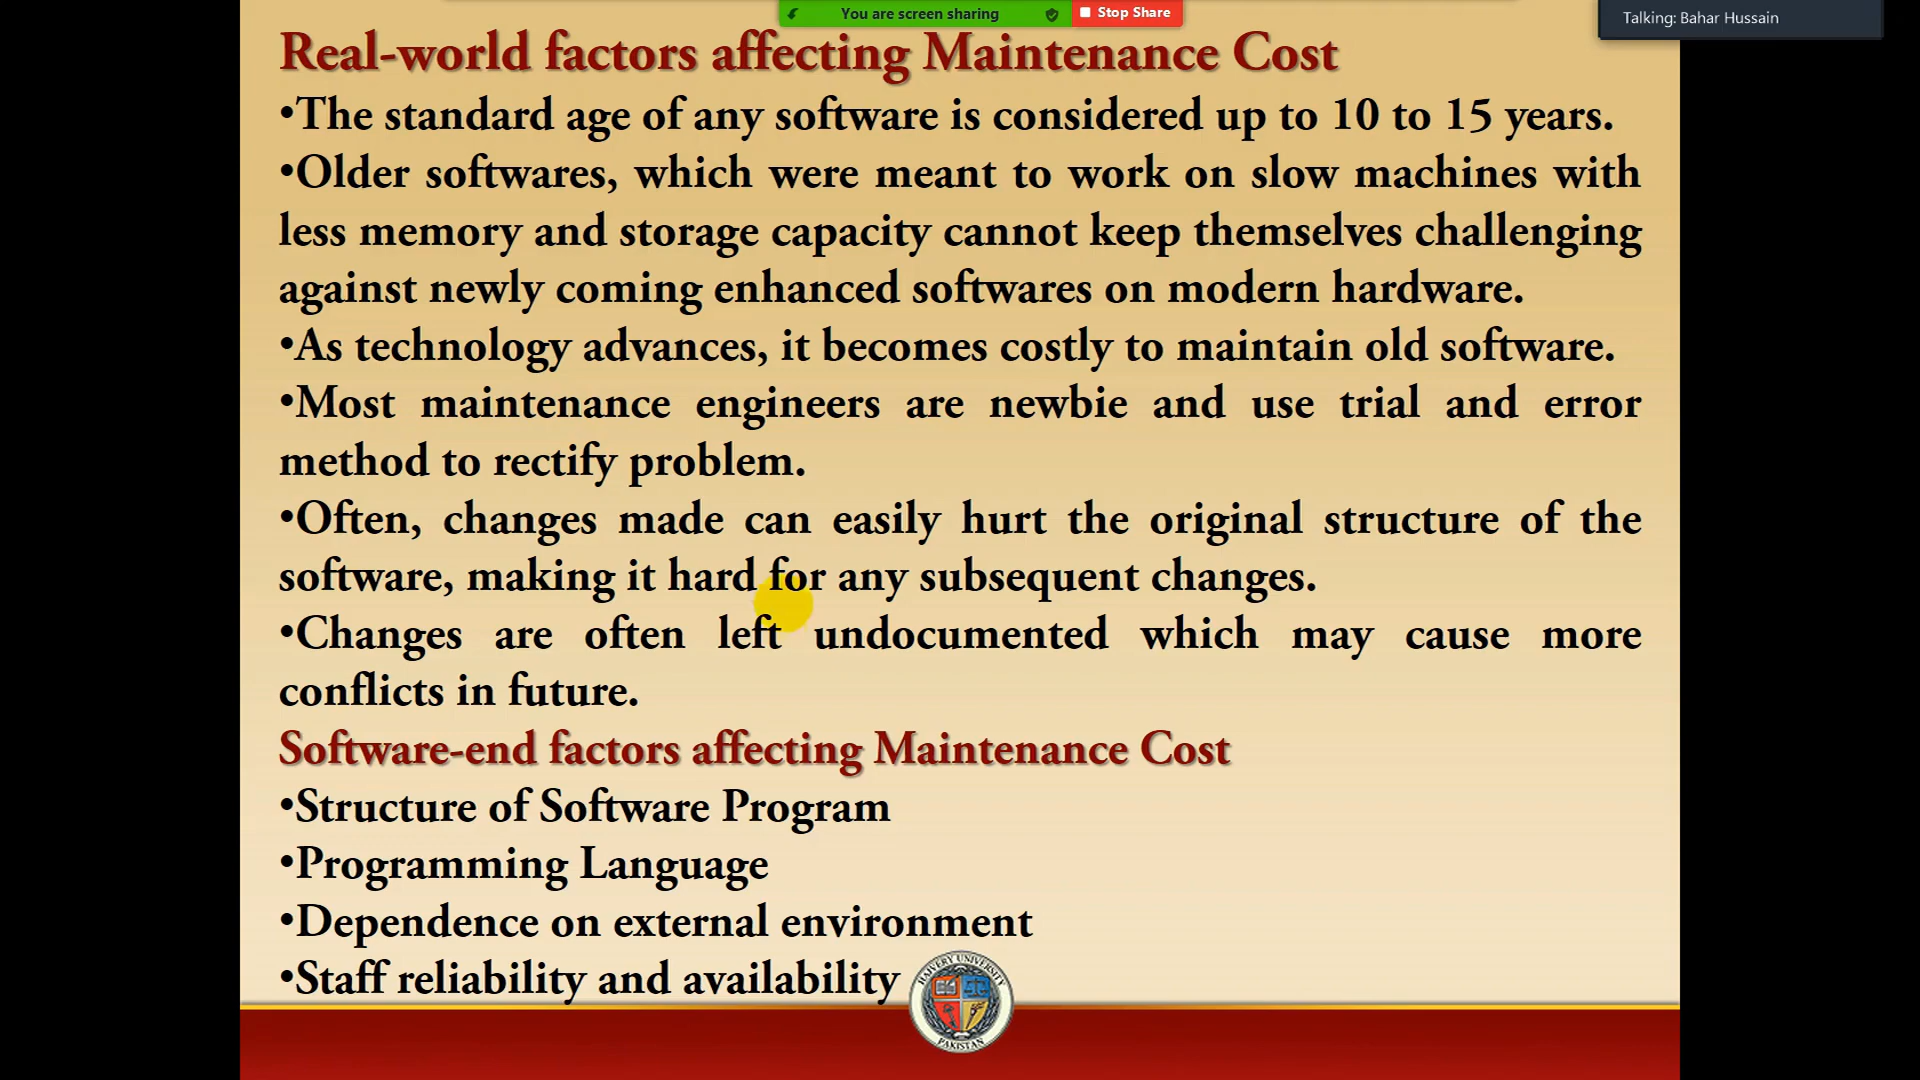 You are screen sharing
Stop Share
Talking: Bahar Hussain
Real-world factors affecting Maintenance Cost
•The standard age of any software is considered up to 10 to 15 years.
•Older softwares, which were meant to work on slow machines with
less memory and storage capacity cannot keep themselves challenging
against newly coming enhanced softwares on modern hardware.
•As technology advances, it becomes costly to maintain old software.
•Most maintenance engineers are newbie and use trial and error
method to rectify problem.
•Often, changes made can easily hurt the original structure of the
software, making it hard for any subsequent changes.
•Changes are often left undocumented which may cause more
conflicts in future.
Software-end factors affecting Maintenance Cost
•Structure of Software Program
•Programming Language
•Dependence on external environment
•Staff reliability and availability
UNIVERSITY
PAKISTAN